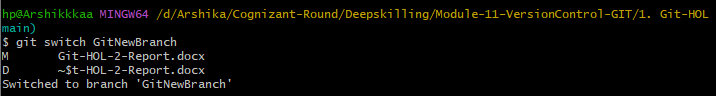 hp@Arshikkkaa MINGW64 /d/Arshika/Cognizant-Round/Deepskilling/Module-11-VersionControl-GIT/1. Git-HOL
main)
$ git switch GitNewBranch
M       Git-HOL-2-Report.docx
D       ~$t-HOL-2-Report.docx
Switched to branch 'GitNewBranch'